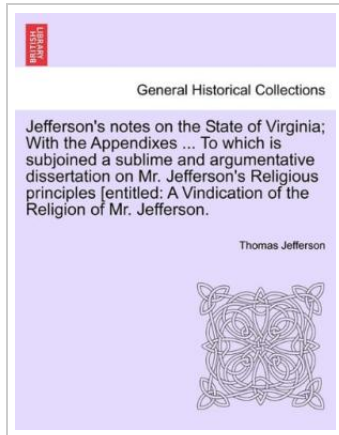 BRITISH
LIBRARY
General Historical Collections
Jefferson's notes on the State of Virginia;
With the Appendixes ... To which is
subjoined a sublime and argumentative
dissertation on Mr. Jefferson's Religious
principles [entitled: A Vindication of the
Religion of Mr. Jefferson.
Thomas Jefferson